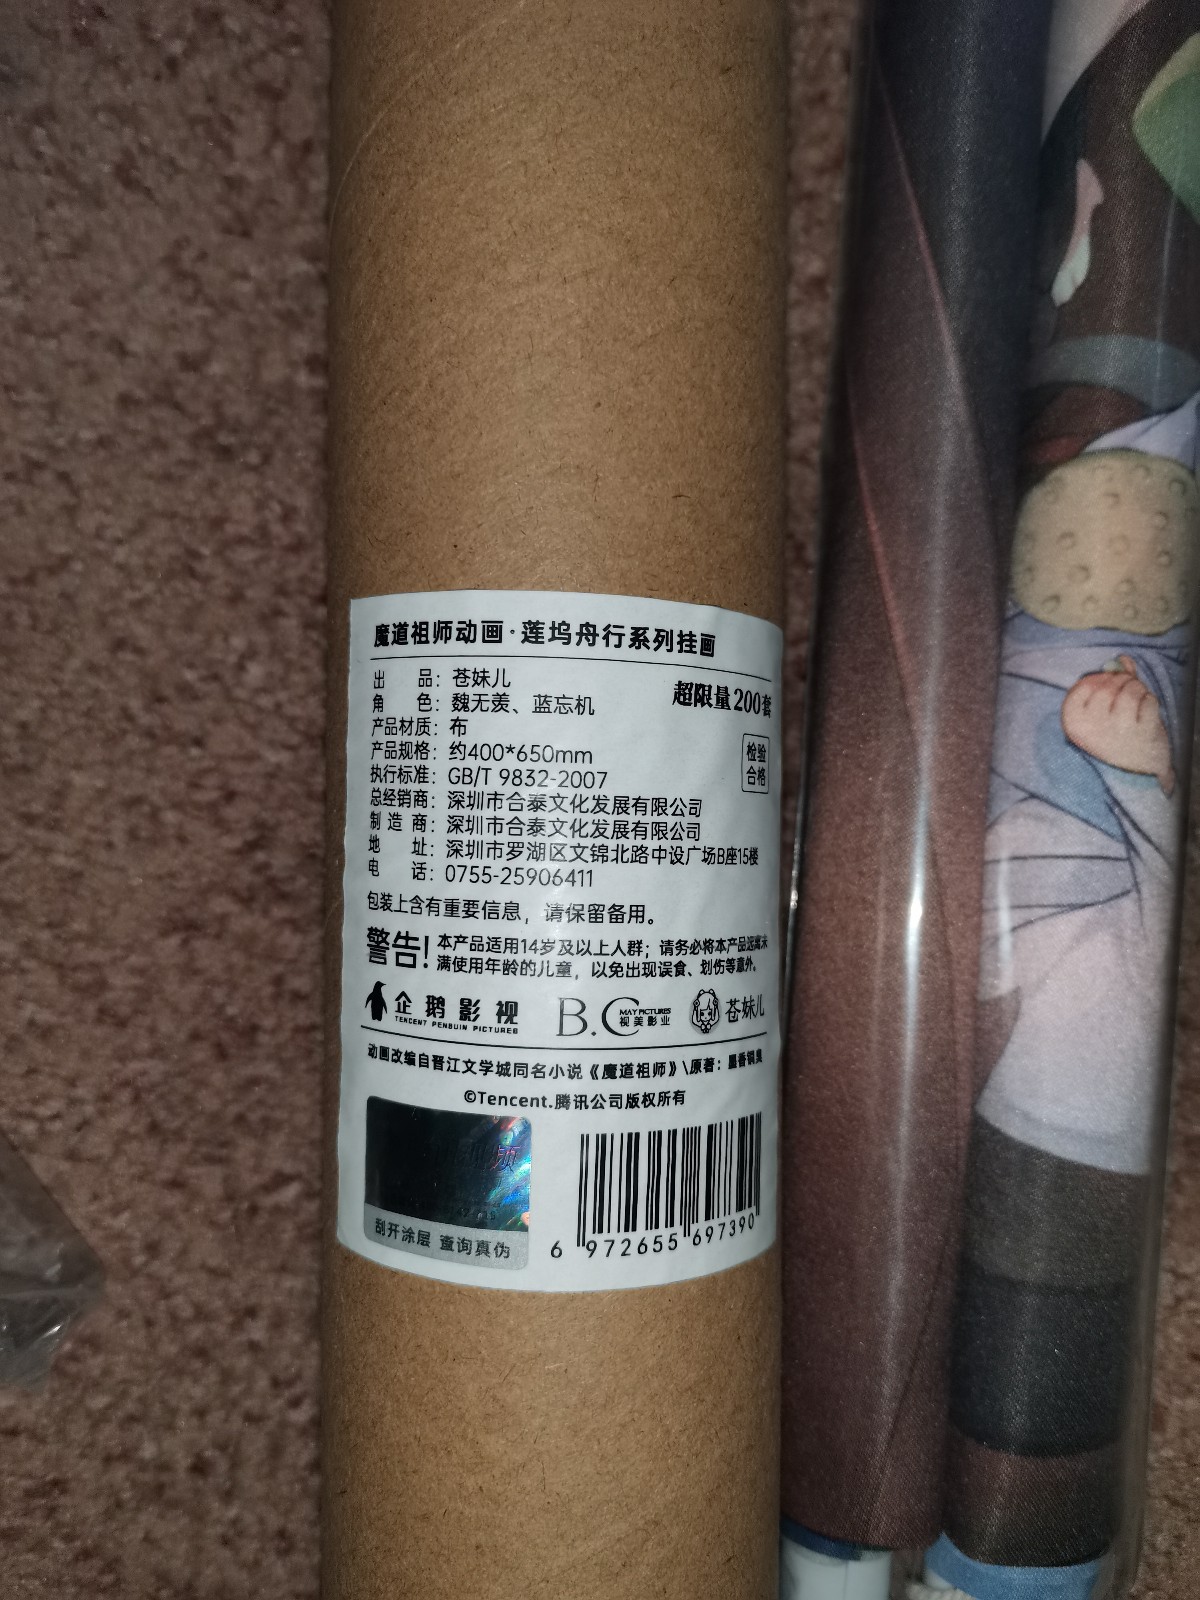 魔道祖师动画·莲坞舟行系列挂画
出 品：苍妹儿
超限量200套
角 色：魏无羡、蓝忘机
产品材质：布
产品规格：约400*650mm
检验
合格
执行标准：GB/T 9832-2007
总经销商：深圳市合泰文化发展有限公司
制 造 商：深圳市合泰文化发展有限公司
地 址：深圳市罗湖区文锦北路中设广场B座15楼
电 话：0755-25906411
包装上含有重要信息，请保留备用。
警告！
本产品适用14岁及以上人群；请务必将本产品远离未
满使用年龄的儿童，以免出现误食、划伤等意外。
企鹅影视
TENCENT PENGUIN PICTURES
B.C
MAY PICTURES
视美影业
苍妹儿
动画改编自晋江文学城同名小说《魔道祖师》\原著：墨香铜臭
©Tencent.腾讯公司版权所有
刮开涂层 查询真伪
6 972655 697390